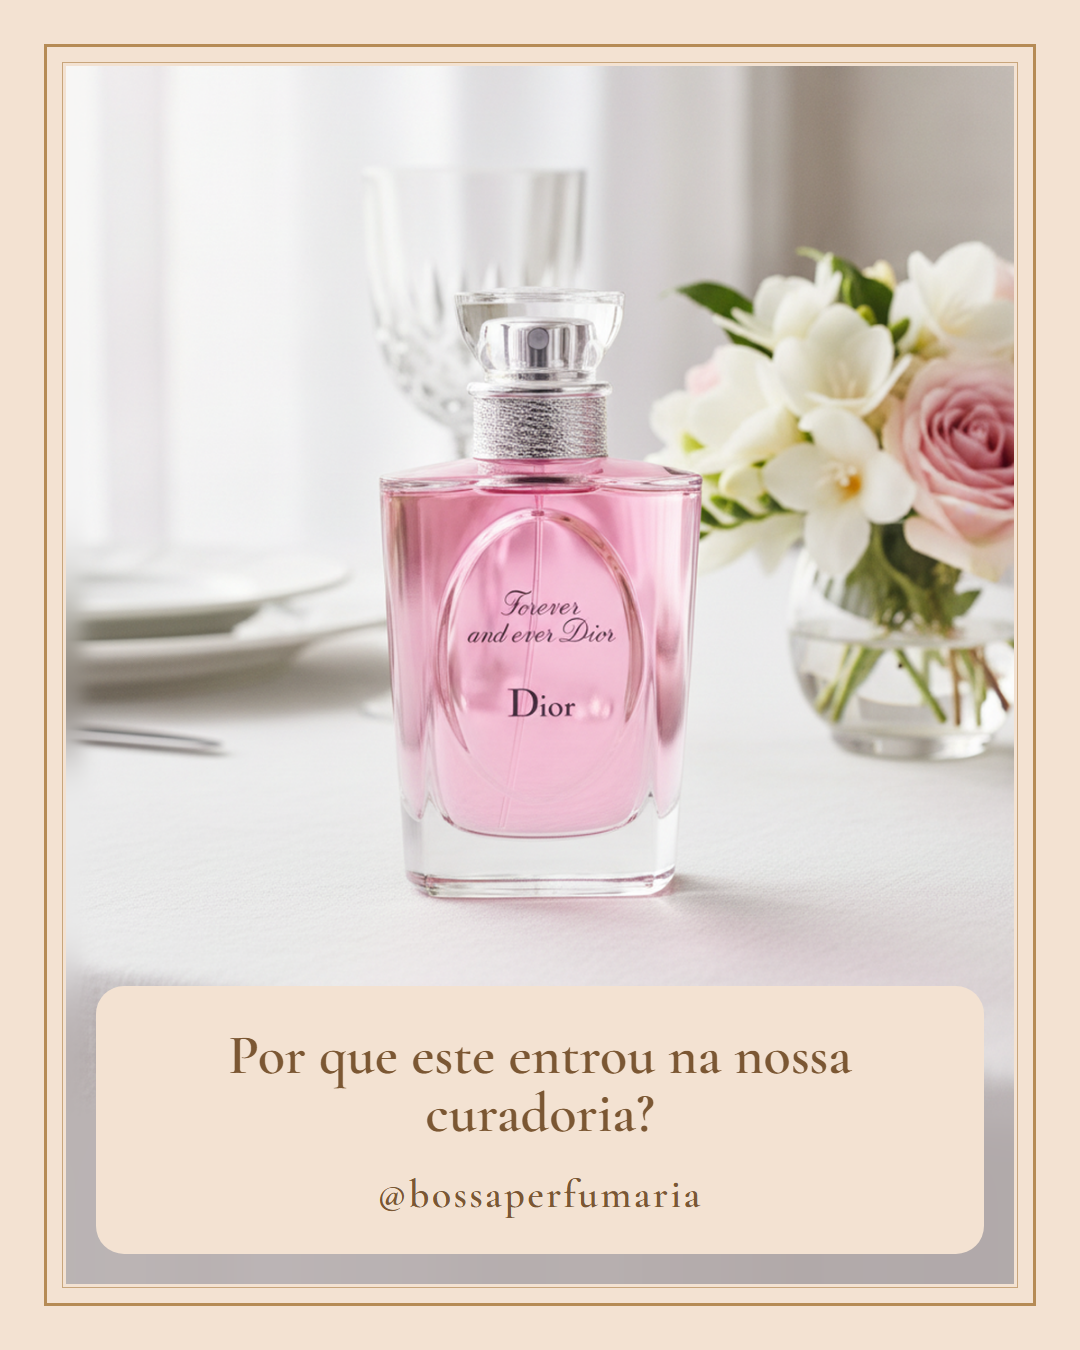 Forever
and ever Dior
Dior
Por que este entrou na nossa
curadoria?
@bossaperfumaria